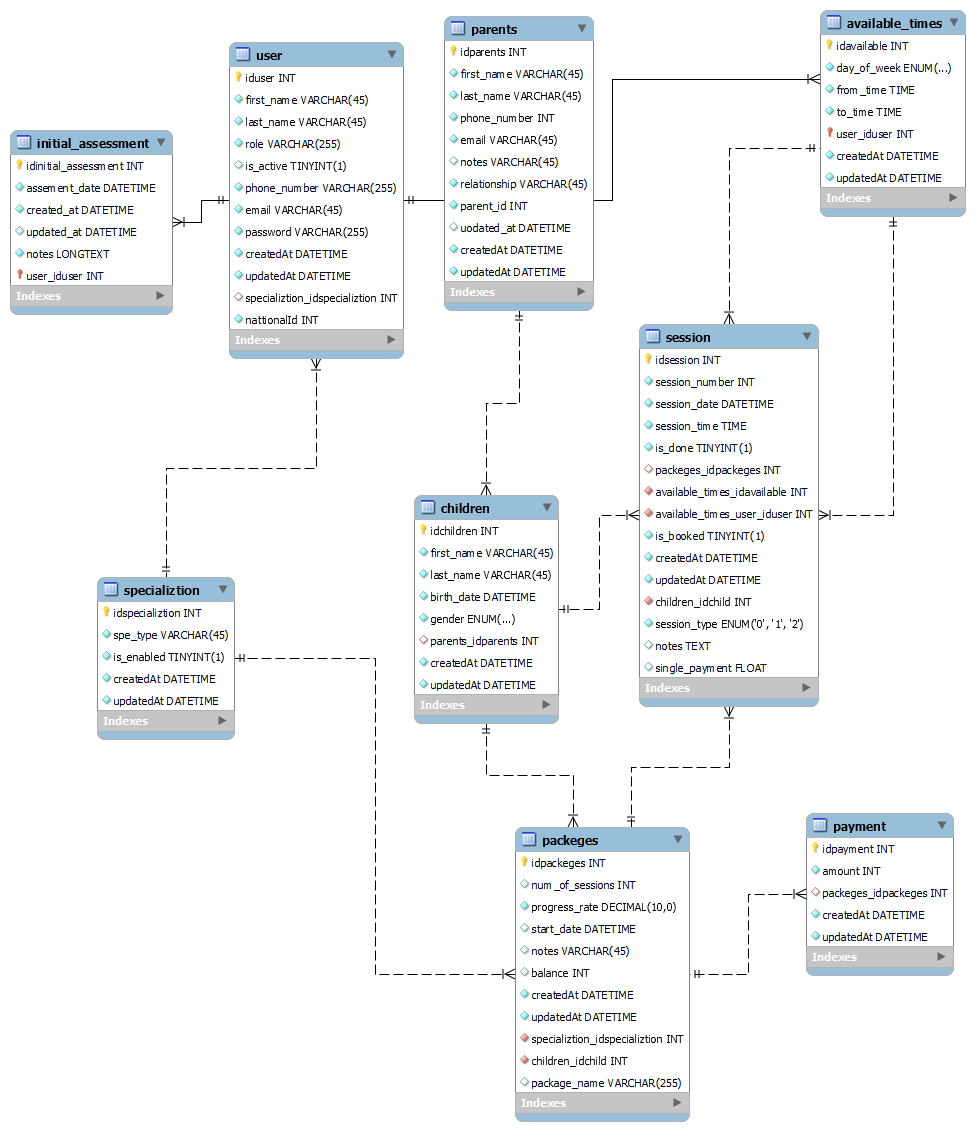 initial_assessment
idinitial_assessment INT
assement_date DATETIME
created_at DATETIME
updated_at DATETIME
notes LONGTEXT
user_iduser INT
Indexes
user
iduser INT
first_name VARCHAR(45)
last_name VARCHAR(45)
role VARCHAR(255)
is_active TINYINT(1)
phone_number VARCHAR(255)
email VARCHAR(45)
password VARCHAR(255)
createdAt DATETIME
updatedAt DATETIME
specializtion_idspecializtion INT
nattionalId INT
Indexes
parents
idparents INT
first_name VARCHAR(45)
last_name VARCHAR(45)
phone_number INT
email VARCHAR(45)
notes VARCHAR(45)
relationship VARCHAR(45)
parent_id INT
uodated_at DATETIME
createdAt DATETIME
updatedAt DATETIME
Indexes
available_times
idavailable INT
day_of_week ENUM(...)
from_time TIME
to_time TIME
user_iduser INT
createdAt DATETIME
updatedAt DATETIME
Indexes
session
idsession INT
session_number INT
session_date DATETIME
session_time TIME
is_done TINYINT(1)
packeges_idpackeges INT
available_times_idavailable INT
available_times_user_iduser INT
is_booked TINYINT(1)
createdAt DATETIME
updatedAt DATETIME
children_idchild INT
session_type ENUM('0', '1', '2')
notes TEXT
single_payment FLOAT
Indexes
children
idchildren INT
first_name VARCHAR(45)
last_name VARCHAR(45)
birth_date DATETIME
gender ENUM(...)
parents_idparents INT
createdAt DATETIME
updatedAt DATETIME
Indexes
specializtion
idspecializtion INT
spe_type VARCHAR(45)
is_enabled TINYINT(1)
createdAt DATETIME
updatedAt DATETIME
Indexes
packeges
idpackeges INT
num_of_sessions INT
progress_rate DECIMAL(10,0)
start_date DATETIME
notes VARCHAR(45)
balance INT
createdAt DATETIME
updatedAt DATETIME
specializtion_idspecializtion INT
children_idchild INT
package_name VARCHAR(255)
Indexes
payment
idpayment INT
amount INT
packeges_idpackeges INT
createdAt DATETIME
updatedAt DATETIME
Indexes